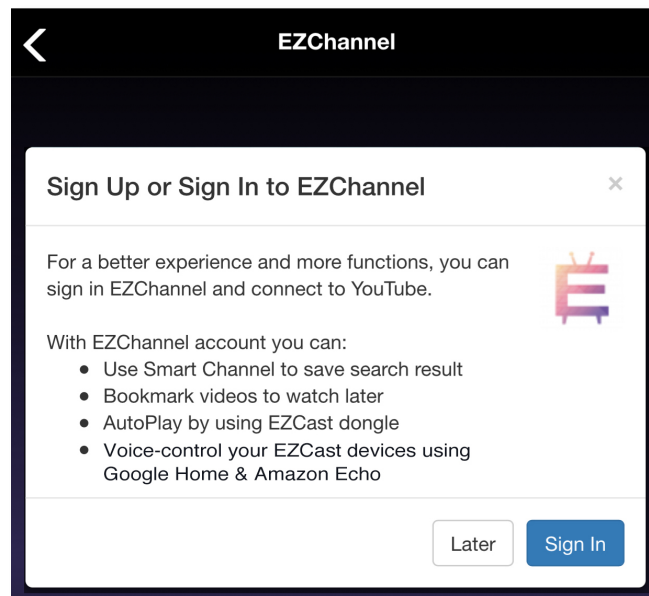 EZChannel
Sign Up or Sign In to EZChannel
×
For a better experience and more functions, you can
sign in EZChannel and connect to YouTube.
With EZChannel account you can:
● Use Smart Channel to save search result
● Bookmark videos to watch later
● AutoPlay by using EZCast dongle
● Voice-control your EZCast devices using
Google Home & Amazon Echo
Later
Sign In